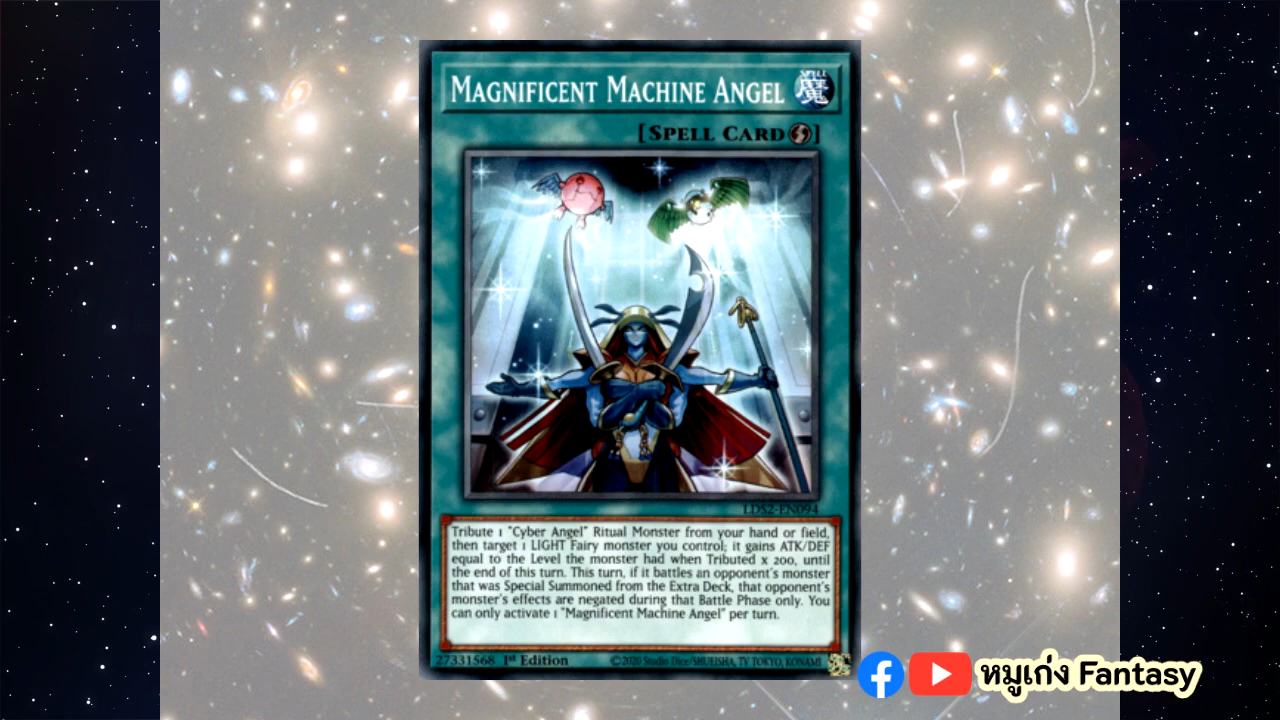 MAGNIFICENT MACHINE ANGEL
SPELL
魔
[SPELL CARD]
LDS2-EN094
Tribute 1 "Cyber Angel" Ritual Monster from your hand or field,
then target 1 LIGHT Fairy monster you control; it gains ATK/DEF
equal to the Level the monster had when Tributed x 200, until
the end of this turn. This turn, if it battles an opponent's monster
that was Special Summoned from the Extra Deck, that opponent's
monster's effects are negated during that Battle Phase only. You
can only activate 1 "Magnificent Machine Angel" per turn.
27331568 1st Edition ©2020 Studio Dice/SHUEISHA, TV TOKYO, KONAMI
หมูเก่ง Fantasy